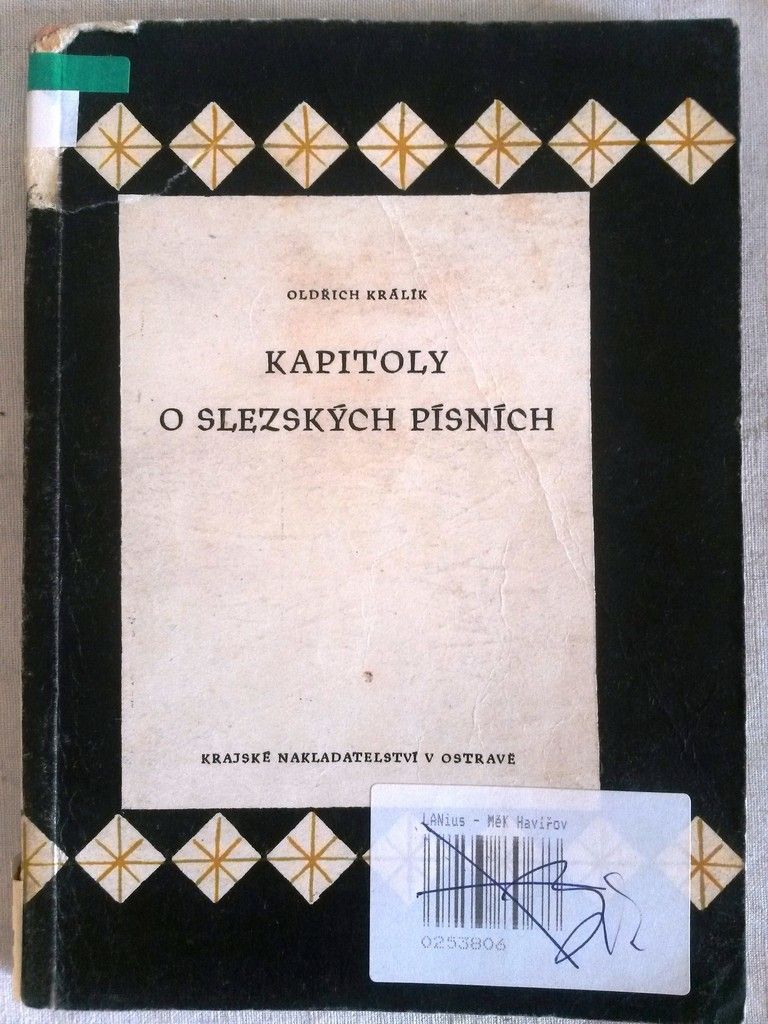 OLDŘICH KRÁLÍK
KAPITOLY
O SLEZSKÝCH PÍSNÍCH
KRAJSKÉ NAKLADATELSTVÍ V OSTRAVĚ
LANius - MěK Havířov
0253806